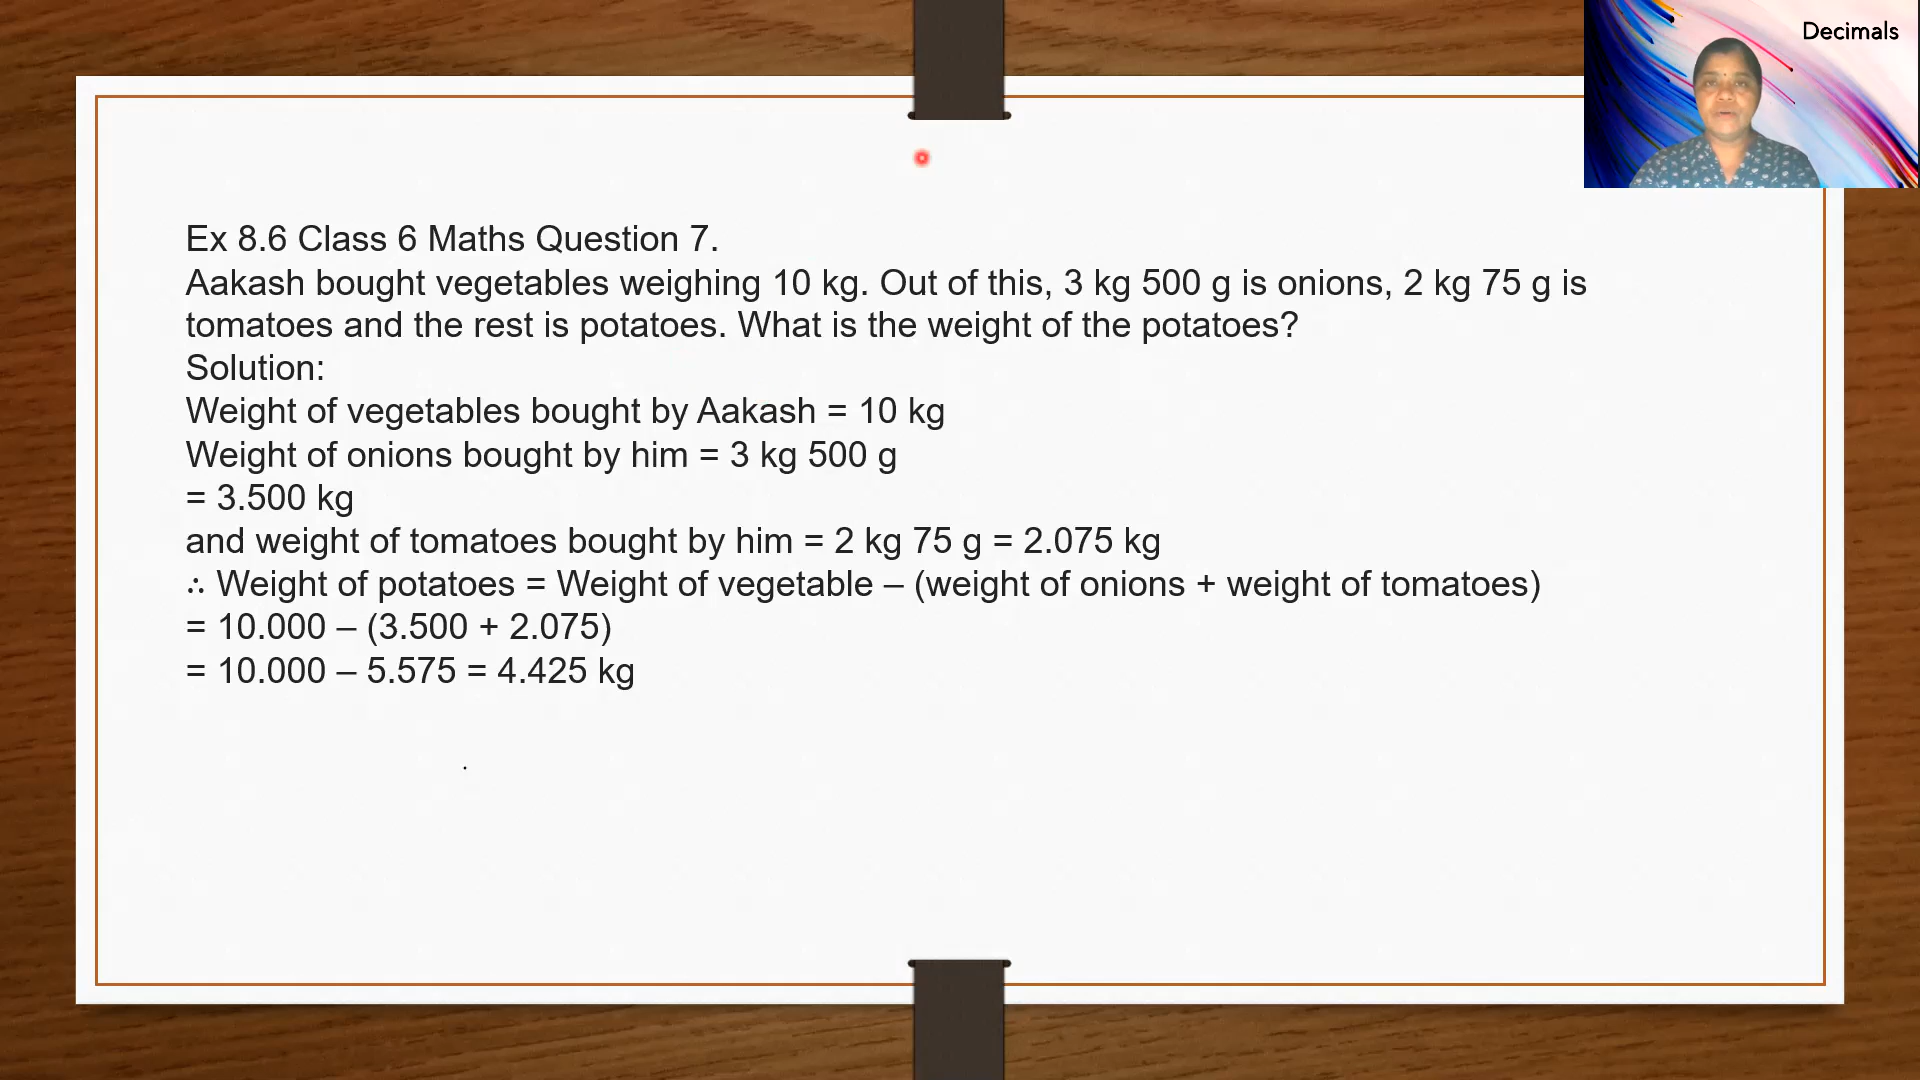 Decimals
Ex 8.6 Class 6 Maths Question 7.
Aakash bought vegetables weighing 10 kg. Out of this, 3 kg 500 g is onions, 2 kg 75 g is
tomatoes and the rest is potatoes. What is the weight of the potatoes?
Solution:
Weight of vegetables bought by Aakash = 10 kg
Weight of onions bought by him = 3 kg 500 g
= 3.500 kg
and weight of tomatoes bought by him = 2 kg 75 g = 2.075 kg
∴ Weight of potatoes = Weight of vegetable – (weight of onions + weight of tomatoes)
= 10.000 – (3.500 + 2.075)
= 10.000 – 5.575 = 4.425 kg
.